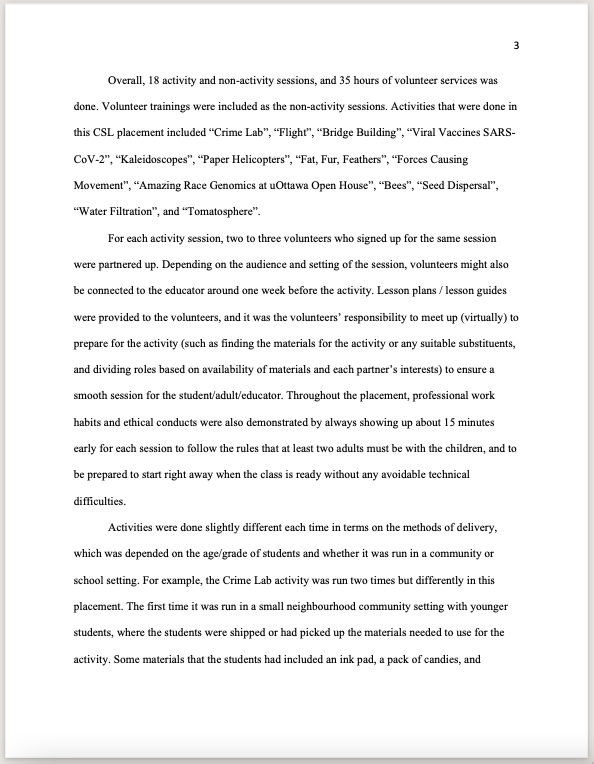 3
Overall, 18 activity and non-activity sessions, and 35 hours of volunteer services was
done. Volunteer trainings were included as the non-activity sessions. Activities that were done in
this CSL placement included “Crime Lab”, “Flight”, “Bridge Building”, “Viral Vaccines SARS-
CoV-2”, “Kaleidoscopes”, “Paper Helicopters”, “Fat, Fur, Feathers”, “Forces Causing
Movement”, “Amazing Race Genomics at uOttawa Open House”, “Bees”, “Seed Dispersal”,
“Water Filtration”, and “Tomatosphere”.
For each activity session, two to three volunteers who signed up for the same session
were partnered up. Depending on the audience and setting of the session, volunteers might also
be connected to the educator around one week before the activity. Lesson plans / lesson guides
were provided to the volunteers, and it was the volunteers’ responsibility to meet up (virtually) to
prepare for the activity (such as finding the materials for the activity or any suitable substituents,
and dividing roles based on availability of materials and each partner’s interests) to ensure a
smooth session for the student/adult/educator. Throughout the placement, professional work
habits and ethical conducts were also demonstrated by always showing up about 15 minutes
early for each session to follow the rules that at least two adults must be with the children, and to
be prepared to start right away when the class is ready without any avoidable technical
difficulties.
Activities were done slightly different each time in terms on the methods of delivery,
which was depended on the age/grade of students and whether it was run in a community or
school setting. For example, the Crime Lab activity was run two times but differently in this
placement. The first time it was run in a small neighbourhood community setting with younger
students, where the students were shipped or had picked up the materials needed to use for the
activity. Some materials that the students had included an ink pad, a pack of candies, and